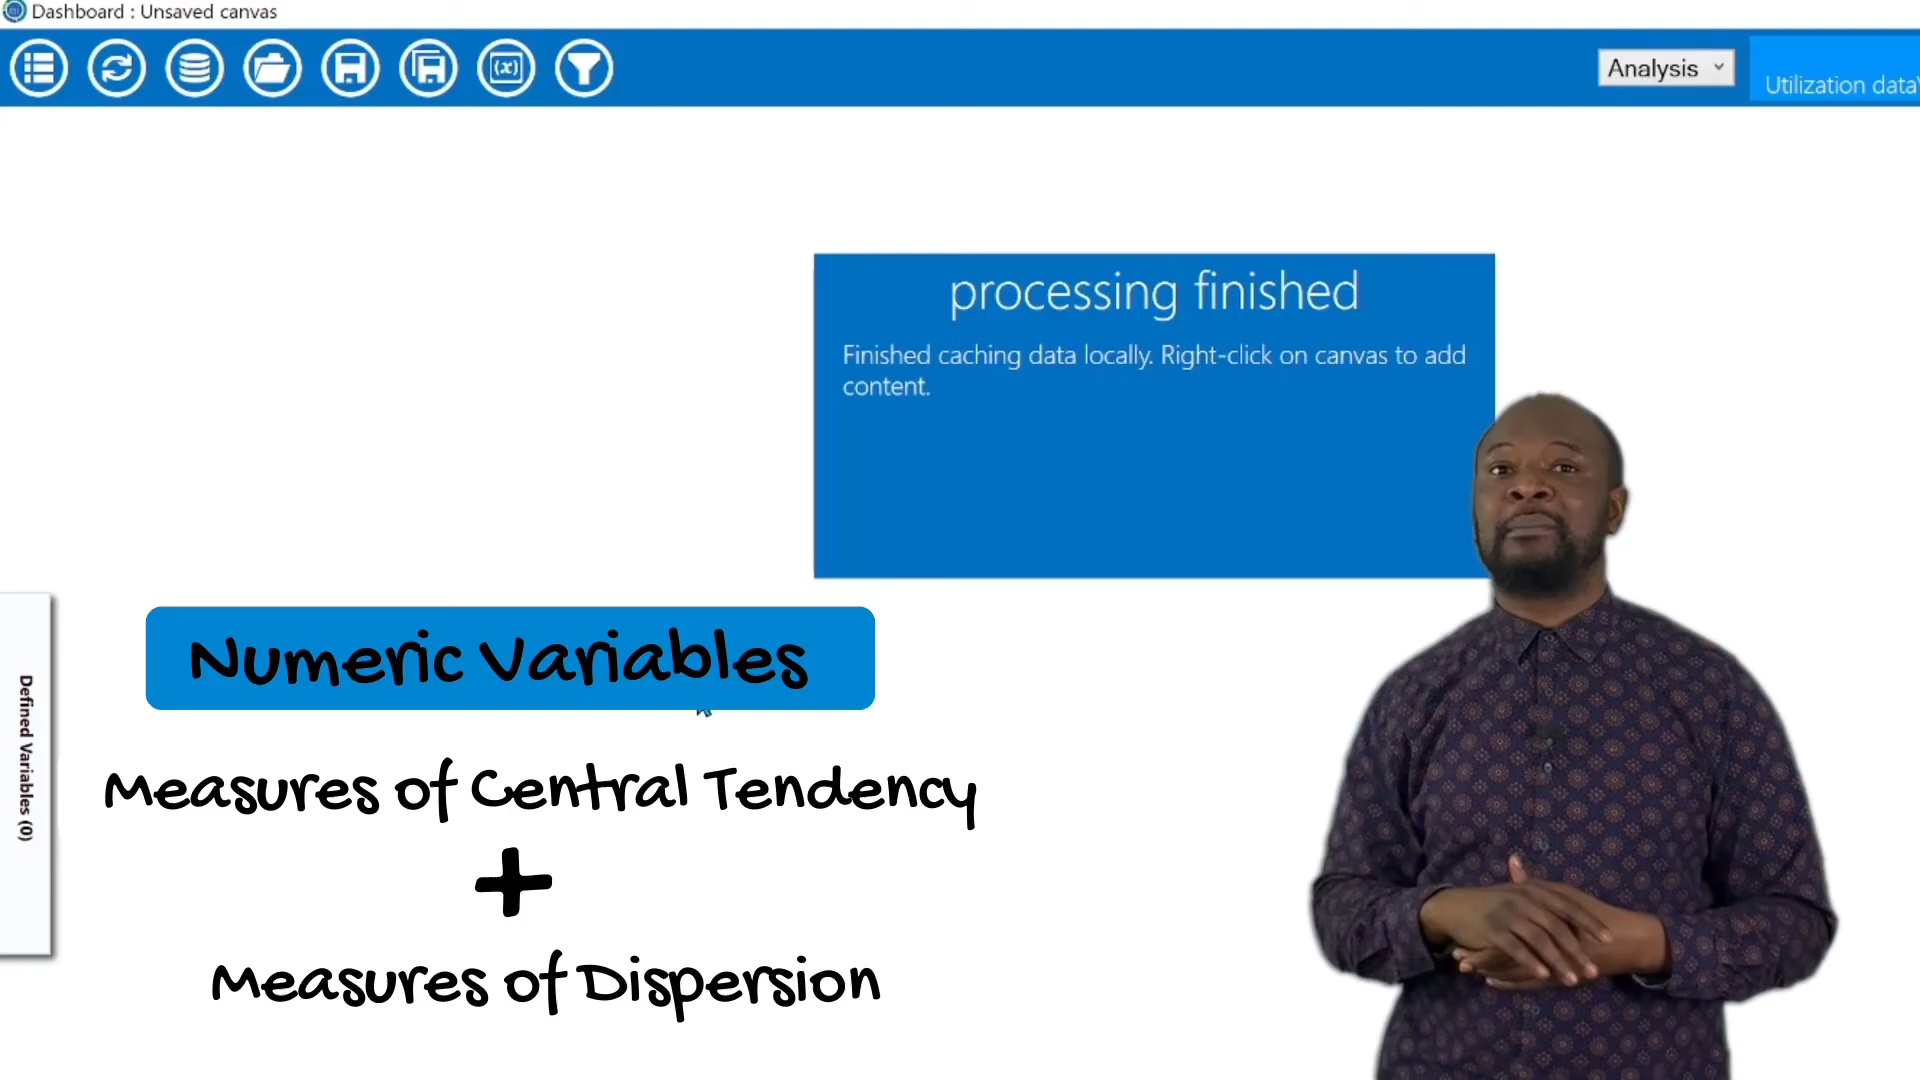 Dashboard : Unsaved canvas
(x)
Analysis
Utilization data
processing finished
Finished caching data locally. Right-click on canvas to add
content.
Defined Variables (0)
Numeric Variables
Measures of Central Tendency
+
Measures of Dispersion